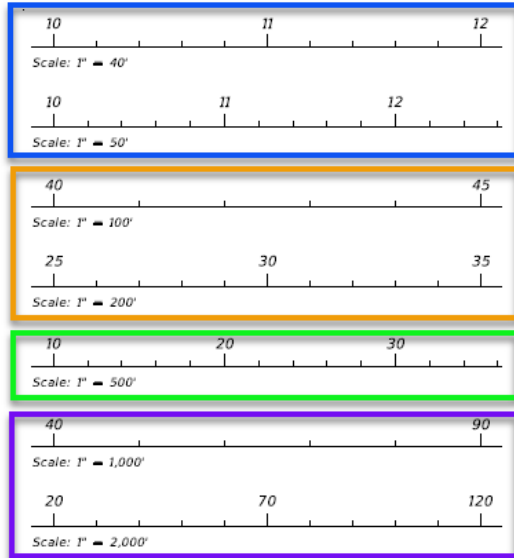 10 11 12
Scale: 1" = 40'
10 11 12
Scale: 1" = 50'
40 45
Scale: 1" = 100'
25 30 35
Scale: 1" = 200'
10 20 30
Scale: 1" = 500'
40 90
Scale: 1" = 1,000'
20 70 120
Scale: 1" = 2,000'